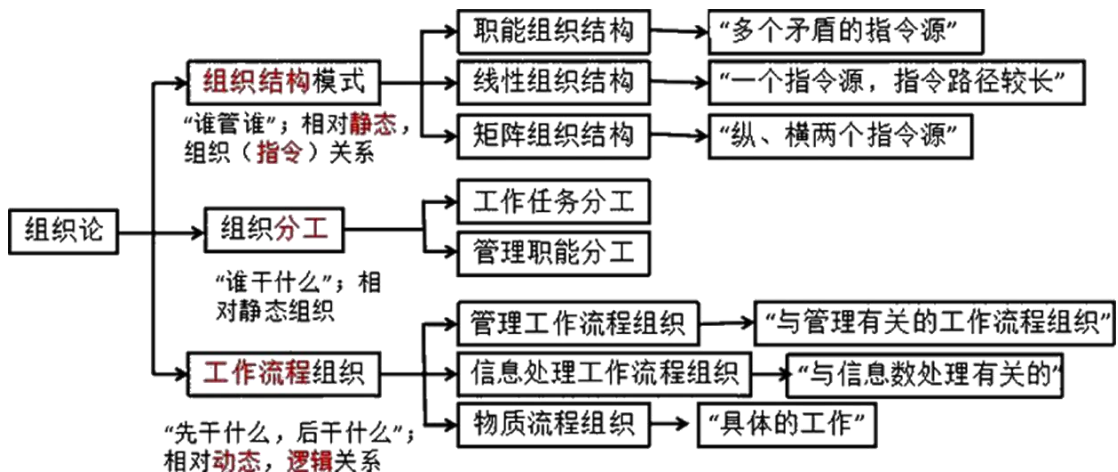 组织论
组织结构模式
“谁管谁”；相对静态，
组织（指令）关系
职能组织结构
“多个矛盾的指令源”
线性组织结构
“一个指令源，指令路径较长”
矩阵组织结构
“纵、横两个指令源”
组织分工
“谁干什么”；相
对静态组织
工作任务分工
管理职能分工
工作流程组织
“先干什么，后干什么”；
相对动态，逻辑关系
管理工作流程组织
“与管理有关的工作流程组织”
信息处理工作流程组织
“与信息数处理有关的”
物质流程组织
“具体的工作”